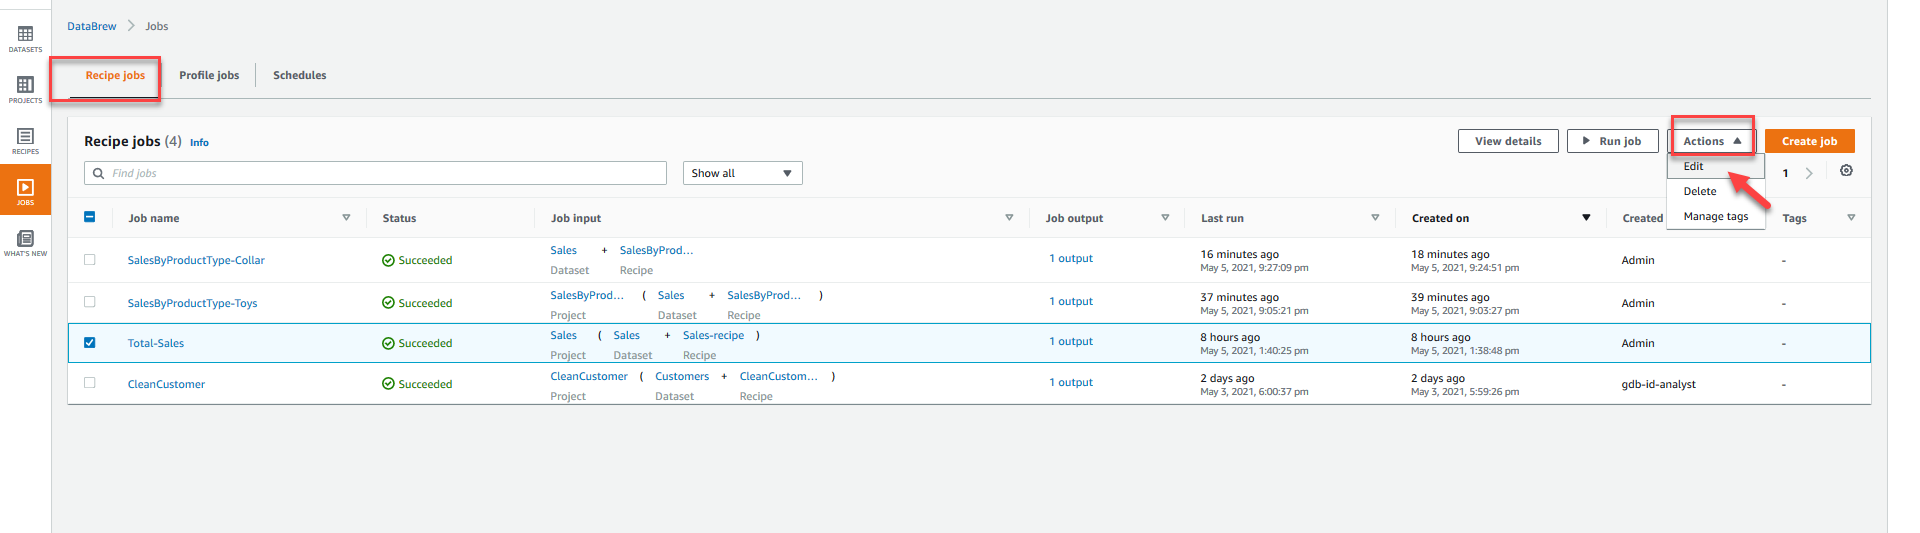 DataBrew > Jobs
DATASETS
PROJECTS
RECIPES
JOBS
WHAT'S NEW
Recipe jobs Profile jobs Schedules
Recipe jobs (4) Info View details Run job Actions Create job
Find jobs Show all 1
Edit
Delete
Manage tags
Job name Status Job input Job output Last run Created on Created Tags
SalesByProductType-Collar Succeeded Sales + SalesByProd... 1 output 16 minutes ago 18 minutes ago Admin -
Dataset Recipe May 5, 2021, 9:27:09 pm May 5, 2021, 9:24:51 pm
SalesByProductType-Toys Succeeded SalesByProd... ( Sales + SalesByProd... ) 1 output 37 minutes ago 39 minutes ago Admin -
Project Dataset Recipe May 5, 2021, 9:05:21 pm May 5, 2021, 9:03:27 pm
Total-Sales Succeeded Sales ( Sales + Sales-recipe ) 1 output 8 hours ago 8 hours ago Admin -
Project Dataset Recipe May 5, 2021, 1:40:25 pm May 5, 2021, 1:38:48 pm
CleanCustomer Succeeded CleanCustomer ( Customers + CleanCustom... ) 1 output 2 days ago 2 days ago gdb-id-analyst -
Project Dataset Recipe May 3, 2021, 6:00:37 pm May 3, 2021, 5:59:26 pm